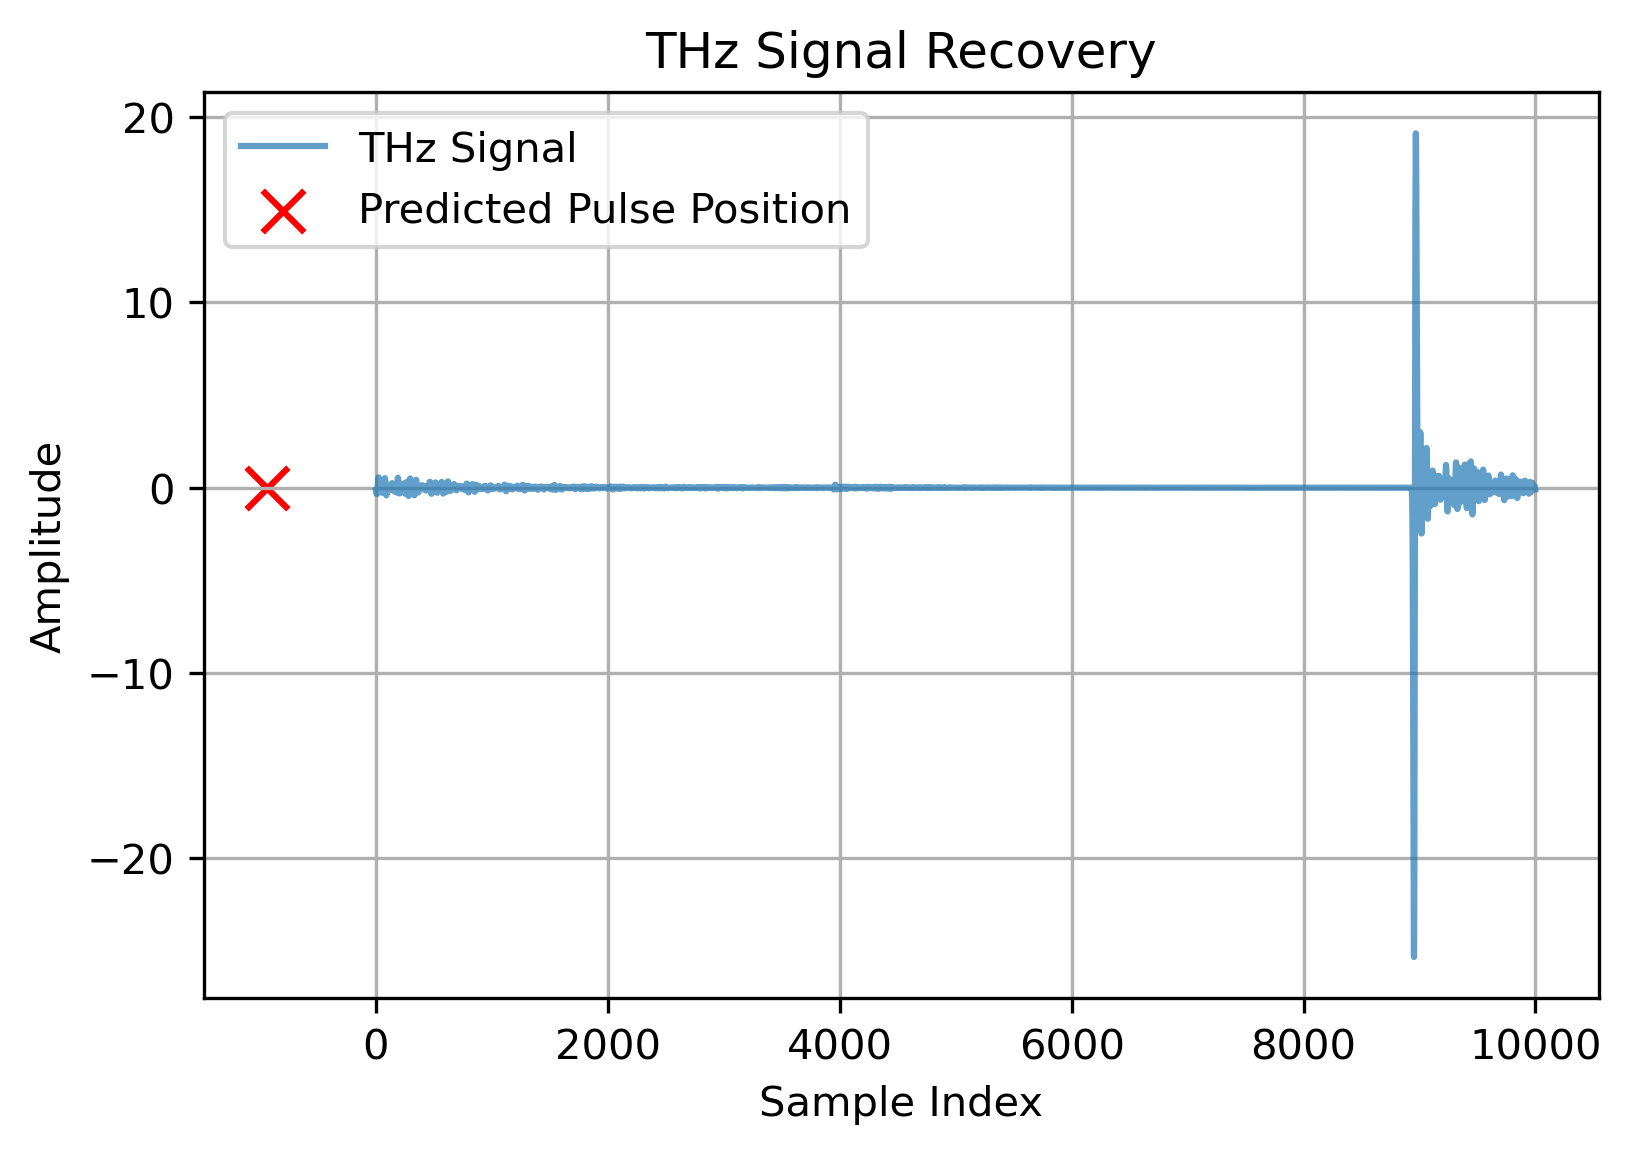 THz Signal Recovery
THz Signal
Predicted Pulse Position
20
10
0
−10
−20
Amplitude
0
2000
4000
6000
8000
10000
Sample Index